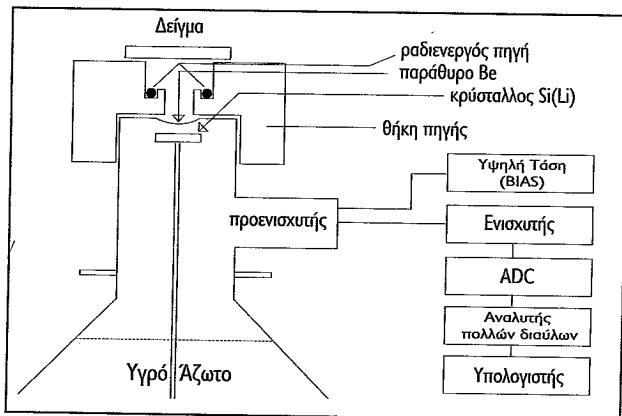 Δείγμα
ραδιενεργός πηγή
παράθυρο Be
κρύσταλλος Si(Li)
θήκη πηγής
Υψηλή Τάση
(BIAS)
προενισχυτής
Ενισχυτής
ADC
Αναλυτής
πολλών διαύλων
Υγρό Άζωτο
Υπολογιστής